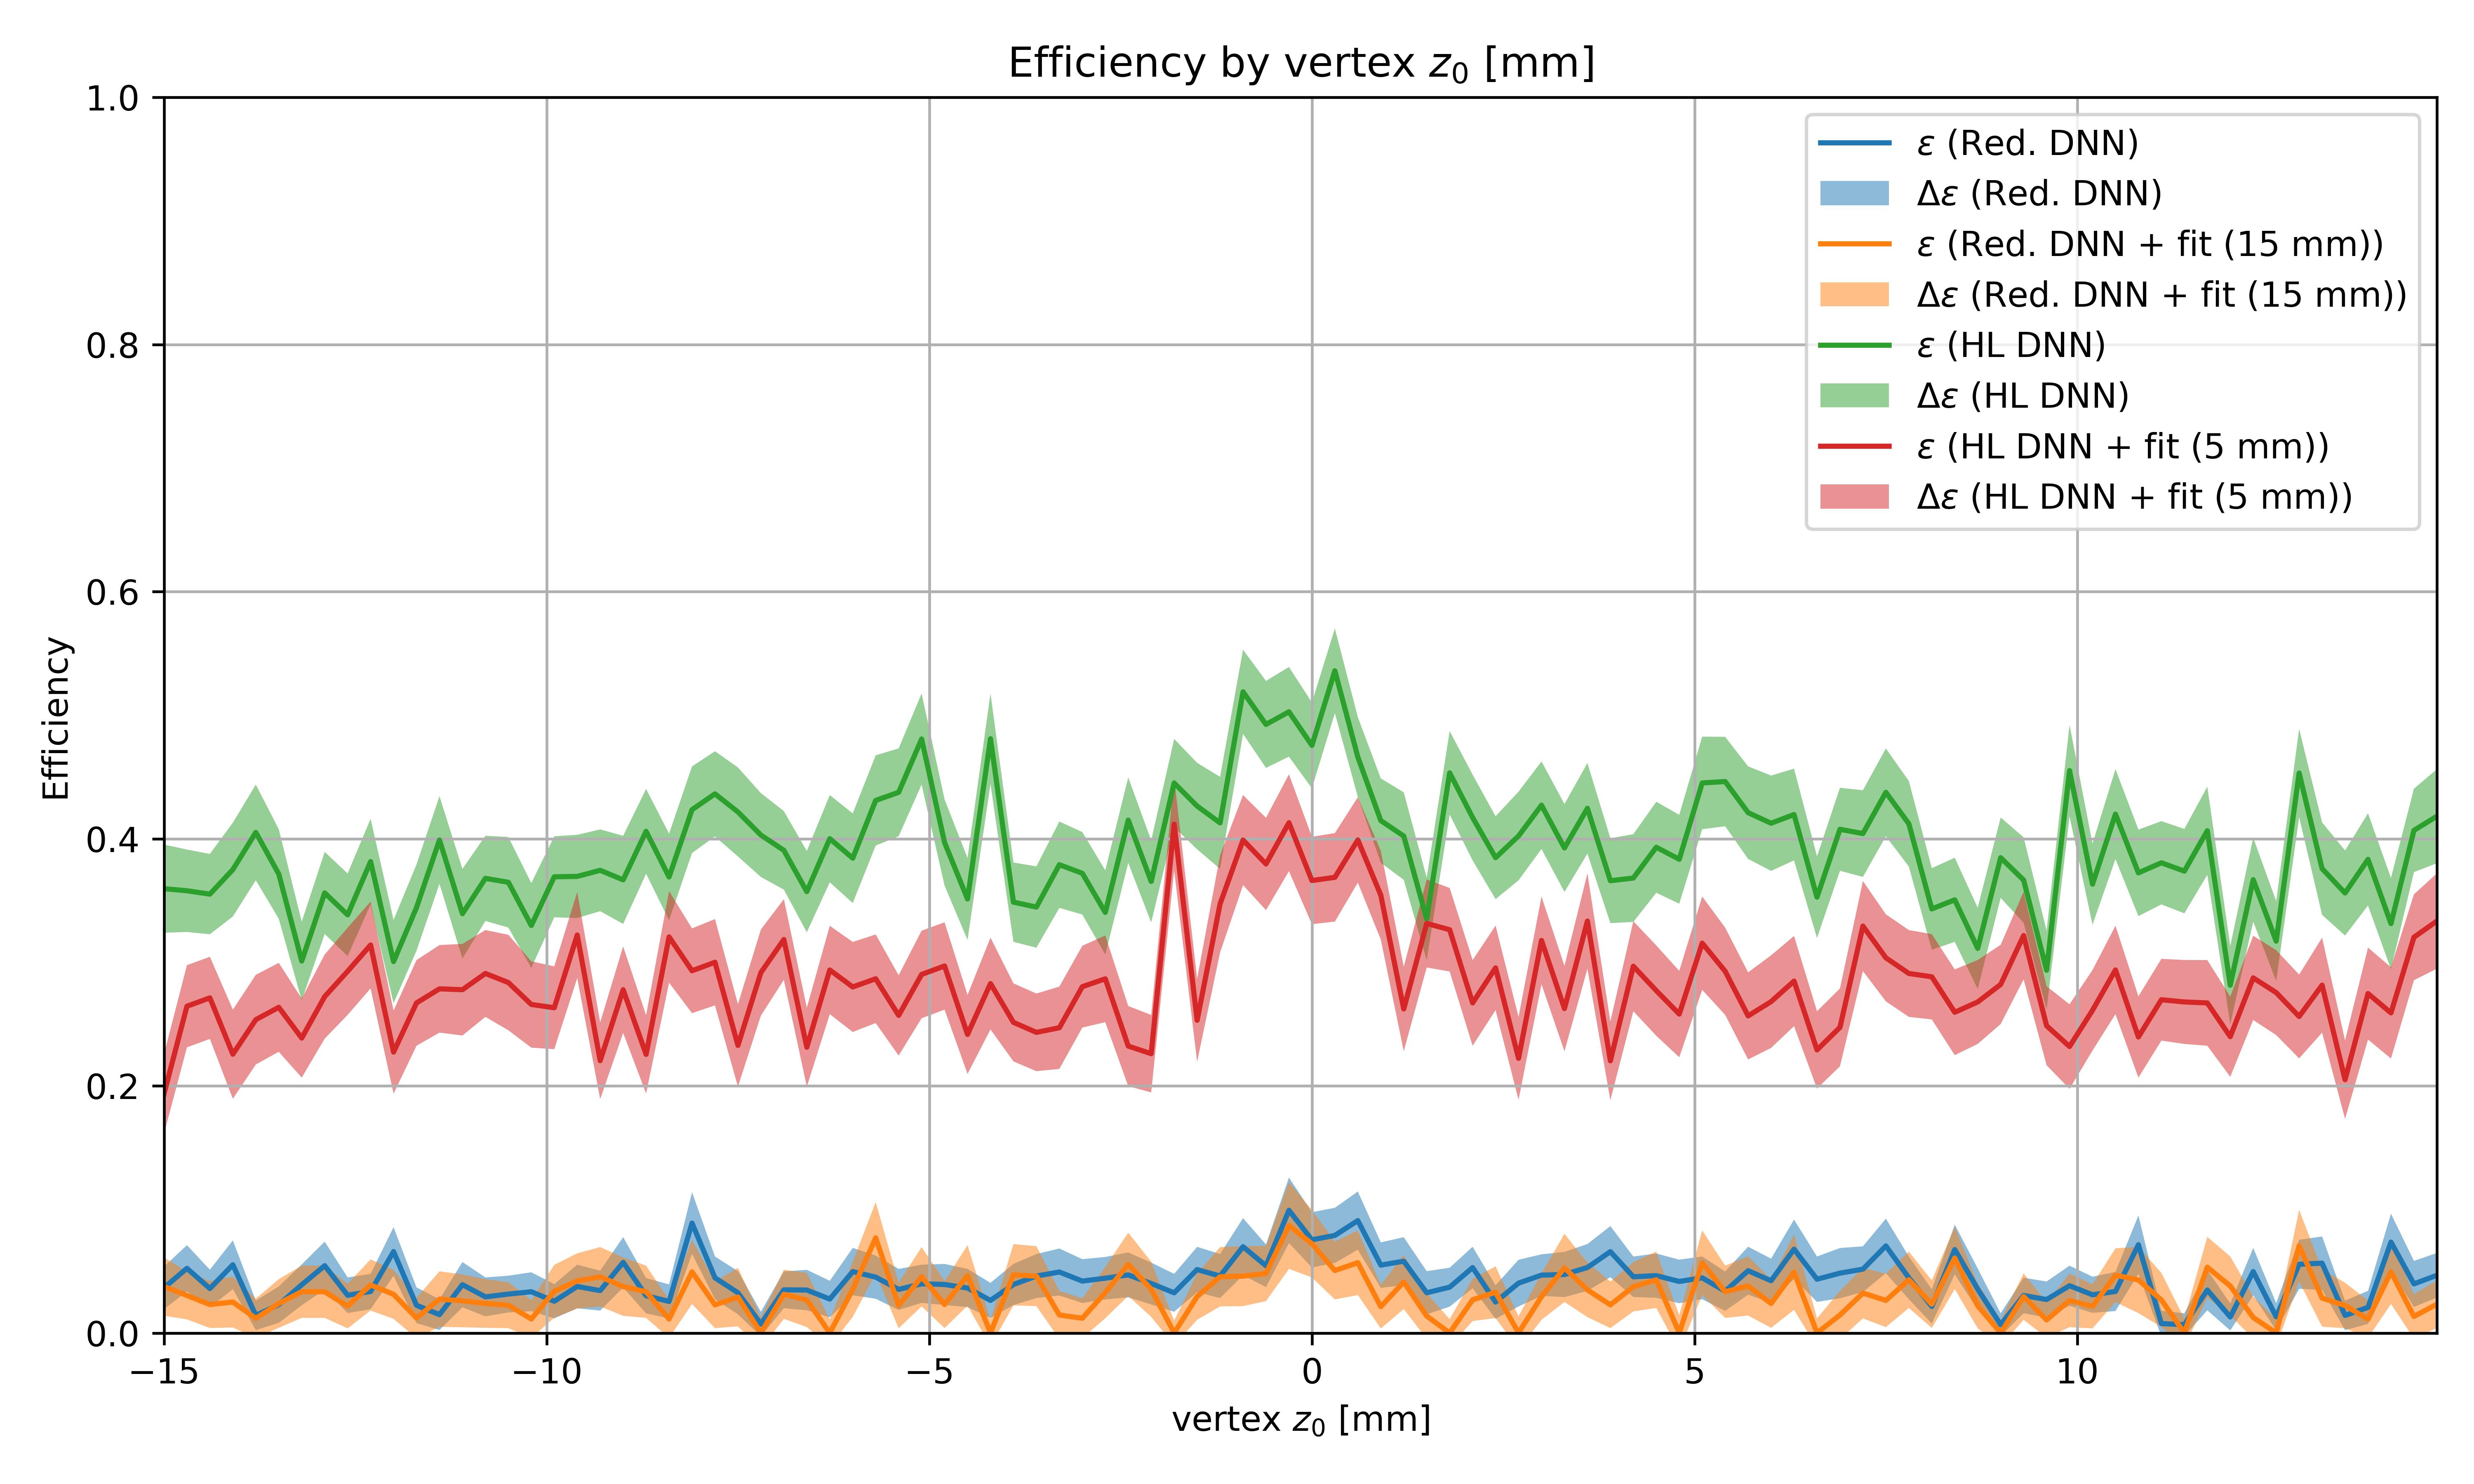 Efficiency by vertex z₀ [mm]
1.0
0.8
0.6
0.4
0.2
0.0
Efficiency
ε (Red. DNN)
Δε (Red. DNN)
ε (Red. DNN + fit (15 mm))
Δε (Red. DNN + fit (15 mm))
ε (HL DNN)
Δε (HL DNN)
ε (HL DNN + fit (5 mm))
Δε (HL DNN + fit (5 mm))
−15 −10 −5 0 5 10
vertex z₀ [mm]